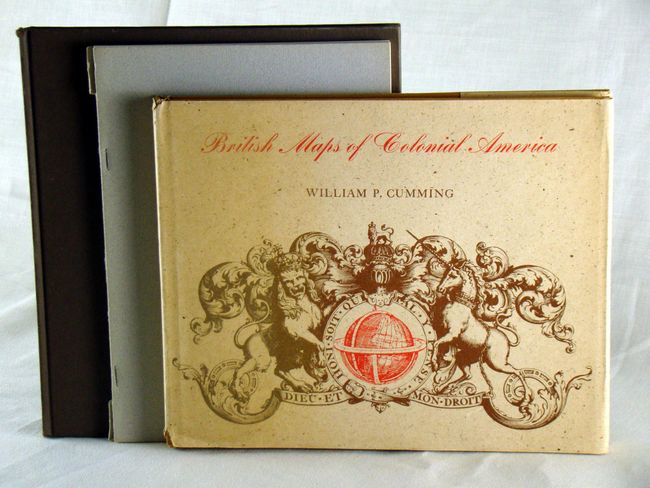 British Maps of Colonial America
WILLIAM P. CUMMING
HONI·SOIT·QUI·MAL·Y·PENSE
DIEU·ET MON·DROIT